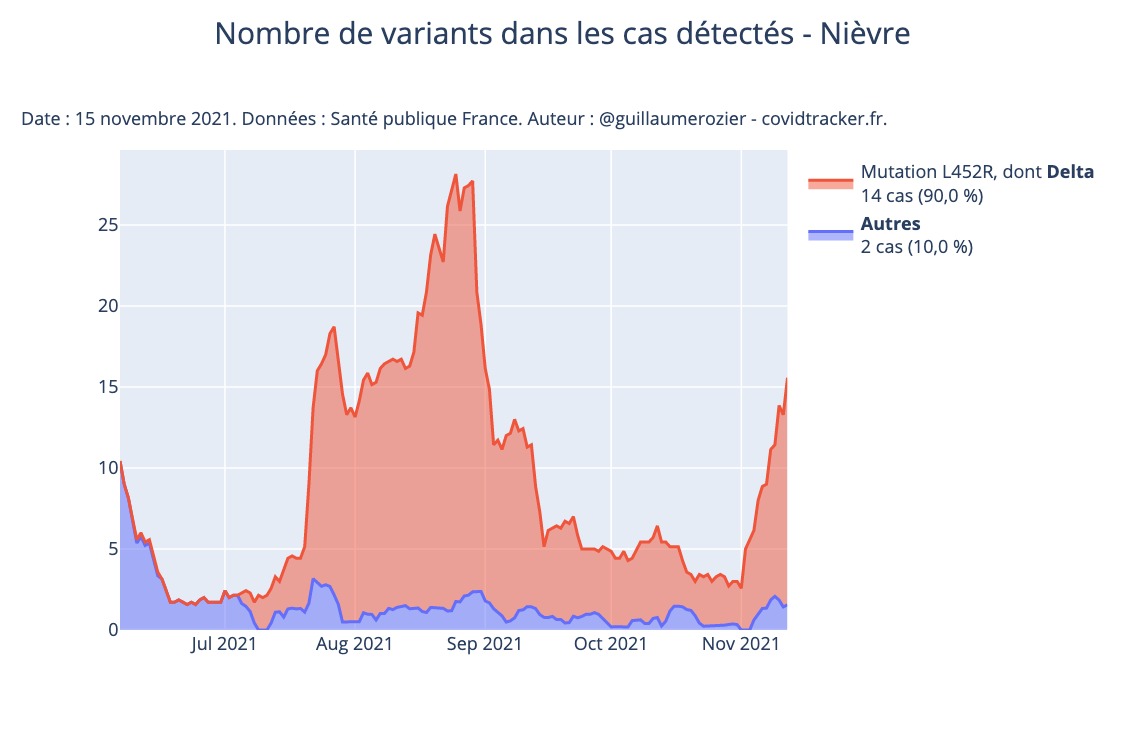 Nombre de variants dans les cas détectés - Nièvre
Date : 15 novembre 2021. Données : Santé publique France. Auteur : @guillaumerozier - covidtracker.fr.
Mutation L452R, dont Delta
14 cas (90,0 %)
Autres
2 cas (10,0 %)
25
20
15
10
5
0
Jul 2021
Aug 2021
Sep 2021
Oct 2021
Nov 2021